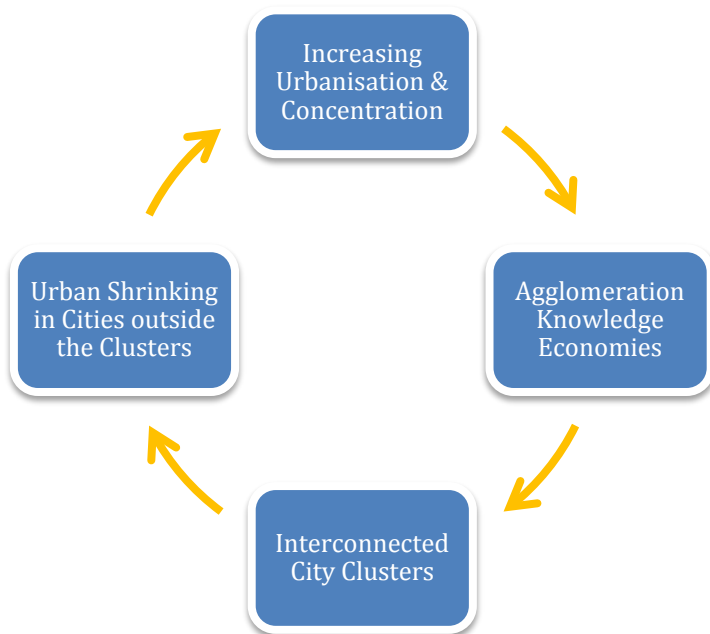 Increasing
Urbanisation &
Concentration
Agglomeration
Knowledge
Economies
Interconnected
City Clusters
Urban Shrinking
in Cities outside
the Clusters